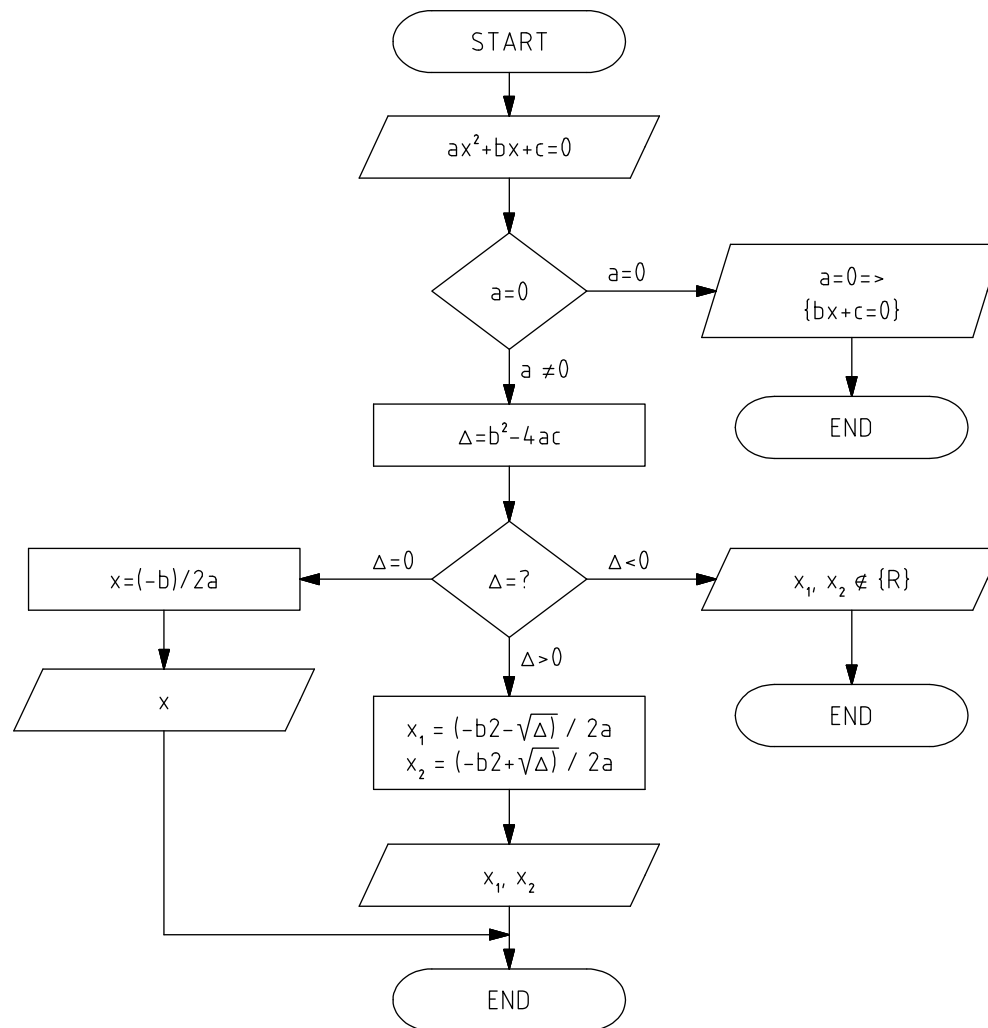 START
ax²+bx+c=0
a=0
a=0
a=0=>
{bx+c=0}
END
a ≠0
Δ=b²-4ac
Δ=?
Δ=0
x=(-b)/2a
x
Δ<0
x₁, x₂ ∉ {R}
END
Δ>0
x₁ = (-b2-√Δ) / 2a
x₂ = (-b2+√Δ) / 2a
x₁, x₂
END